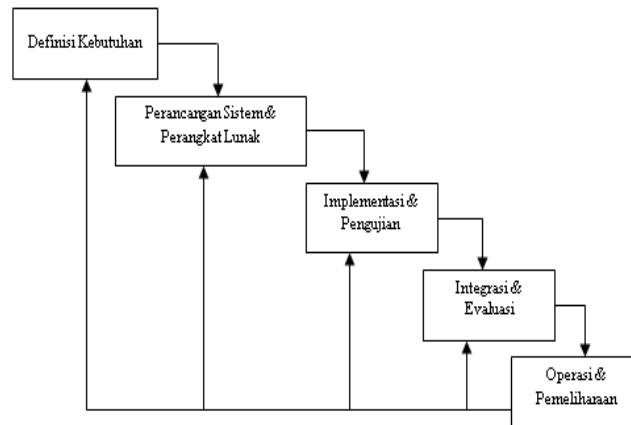 Definisi Kebutuhan
Perancangan Sistem &
Perangkat Lunak
Implementasi &
Pengujian
Integrasi &
Evaluasi
Operasi &
Pemeliharaan